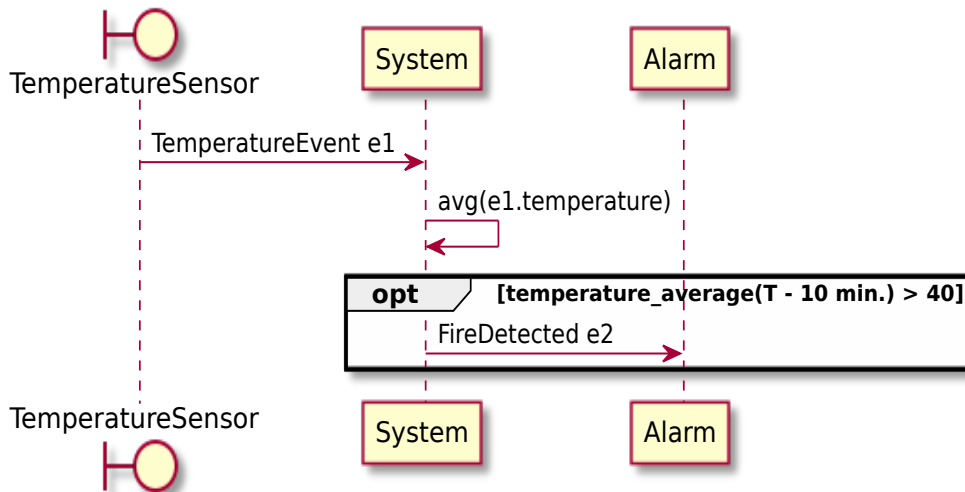 System
Alarm
TemperatureSensor
TemperatureEvent e1
avg(e1.temperature)
opt
[temperature_average(T - 10 min.) > 40]
FireDetected e2
TemperatureSensor
System
Alarm